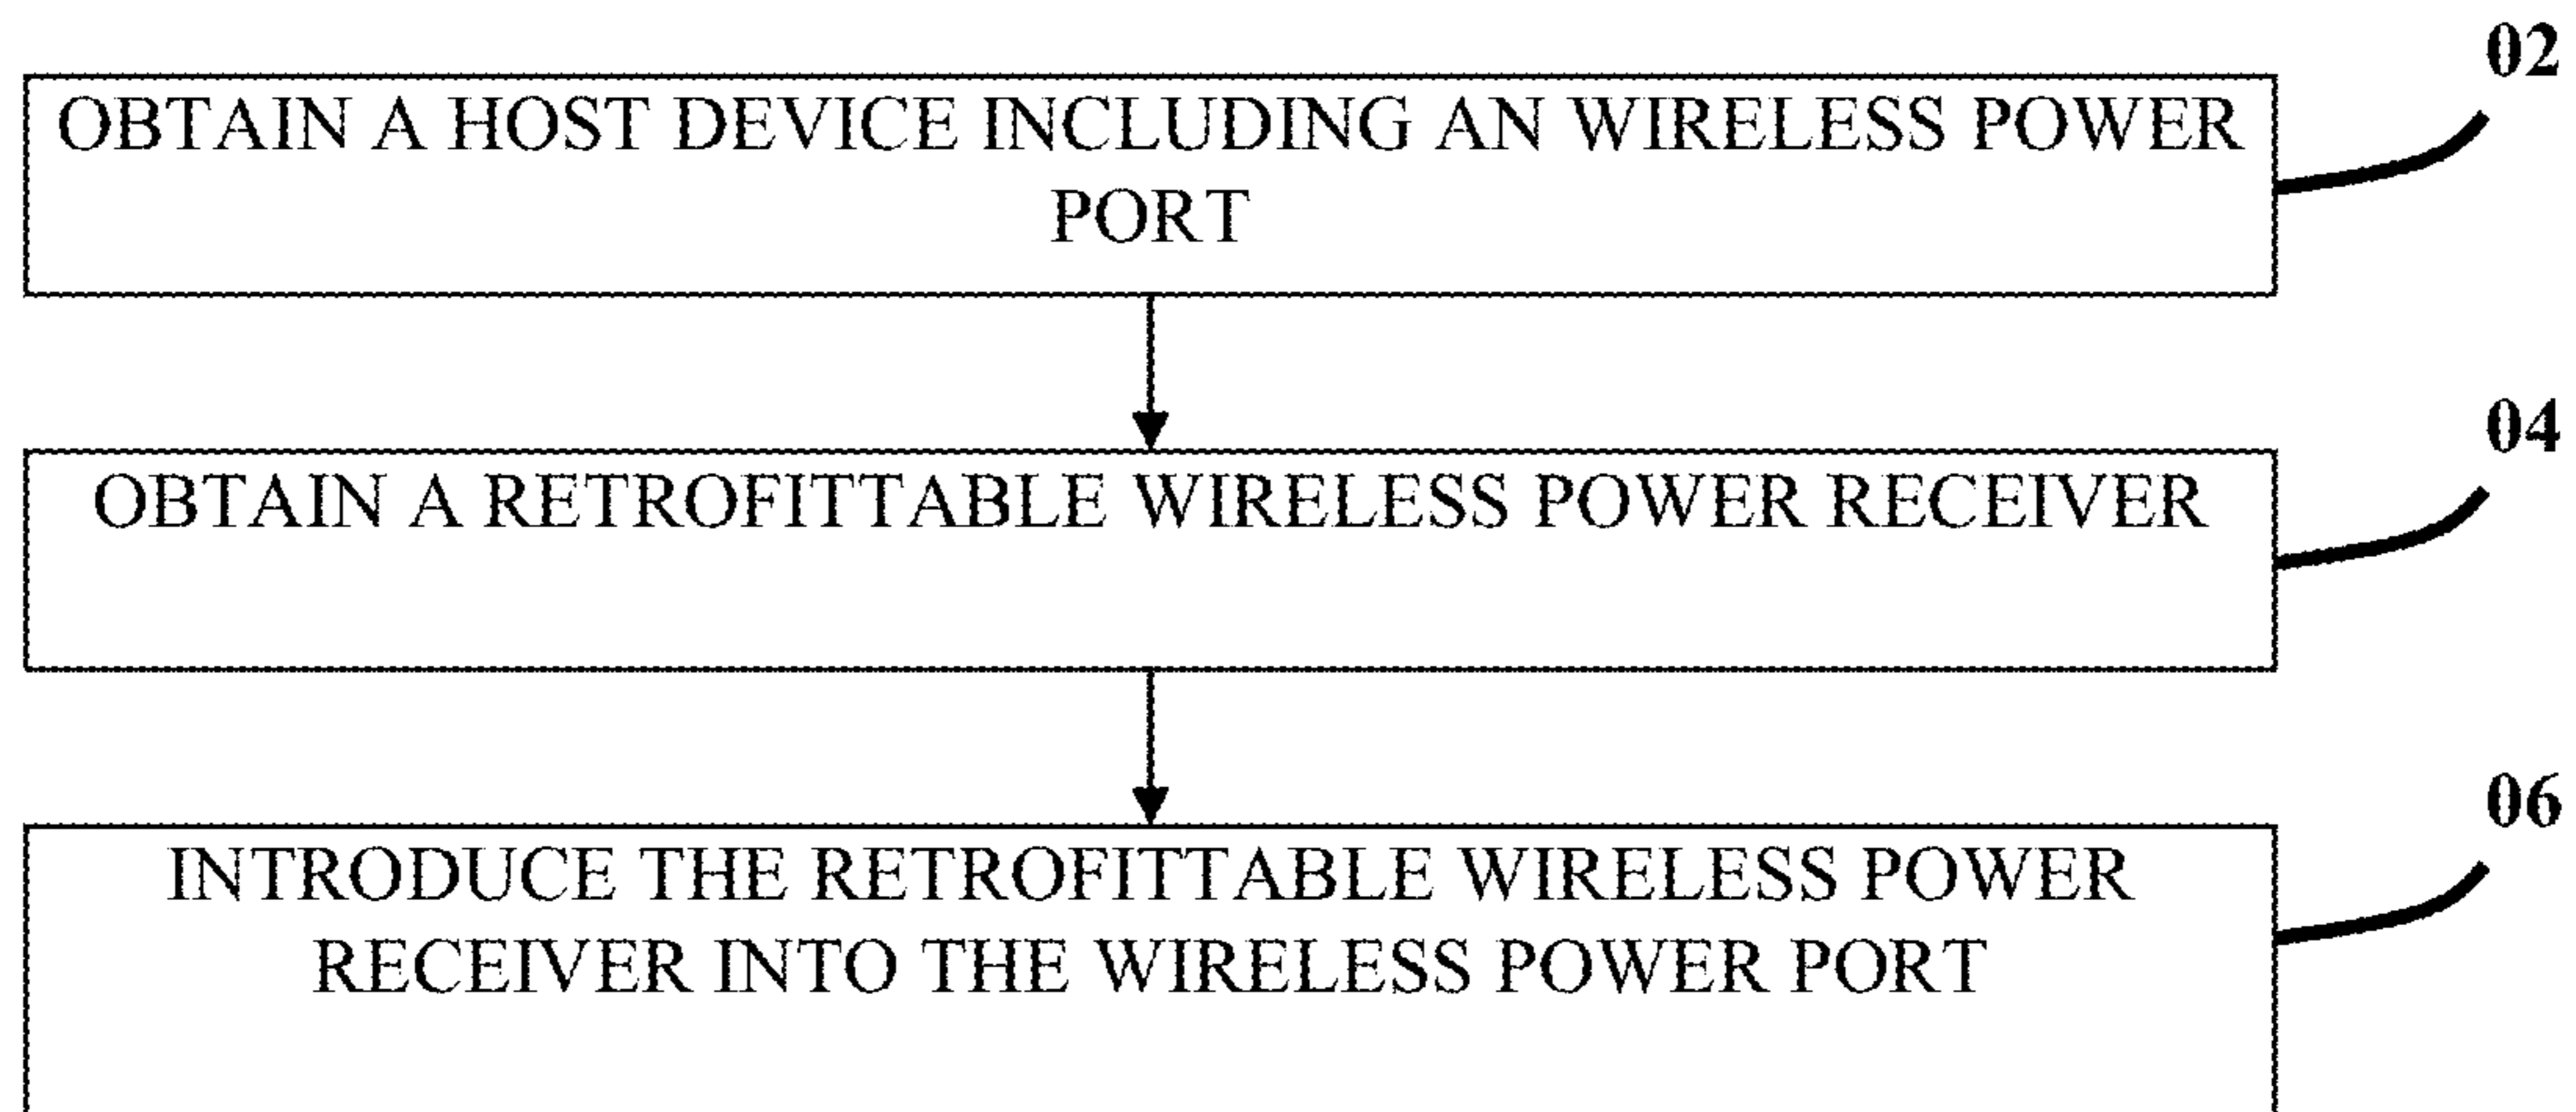 02
OBTAIN A HOST DEVICE INCLUDING AN WIRELESS POWER
PORT
04
OBTAIN A RETROFITTABLE WIRELESS POWER RECEIVER
06
INTRODUCE THE RETROFITTABLE WIRELESS POWER
RECEIVER INTO THE WIRELESS POWER PORT